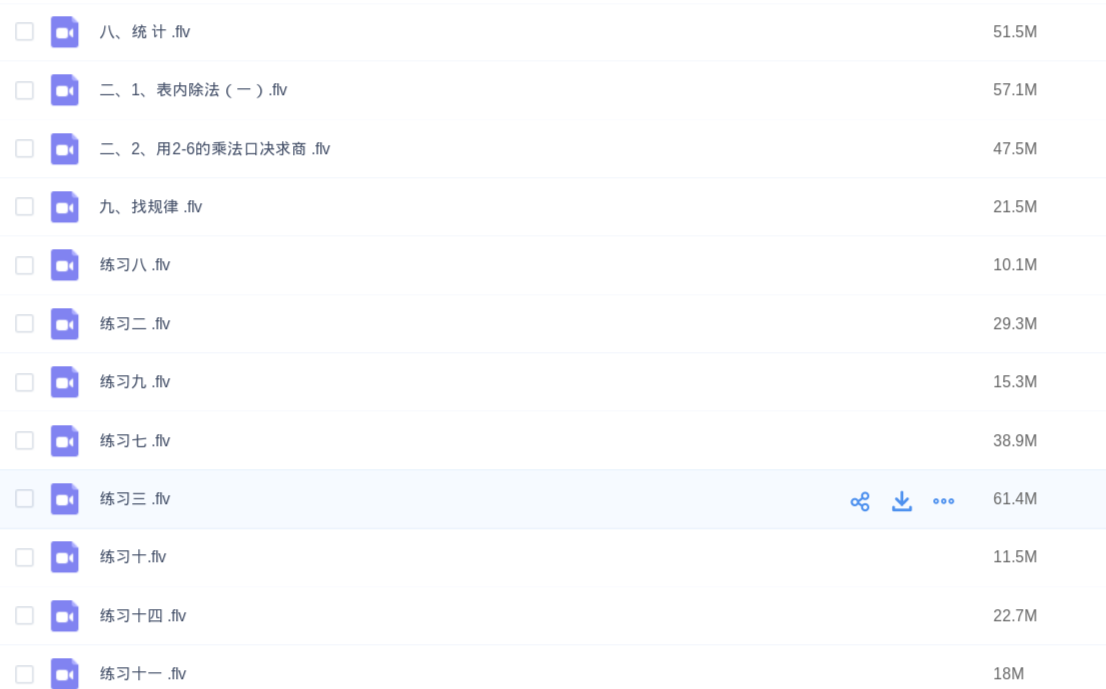 八、统 计 .flv 51.5M
二、1、表内除法（一）.flv 57.1M
二、2、用2-6的乘法口决求商 .flv 47.5M
九、找规律 .flv 21.5M
练习八 .flv 10.1M
练习二 .flv 29.3M
练习九 .flv 15.3M
练习七 .flv 38.9M
练习三 .flv 61.4M
练习十.flv 11.5M
练习十四 .flv 22.7M
练习十一 .flv 18M